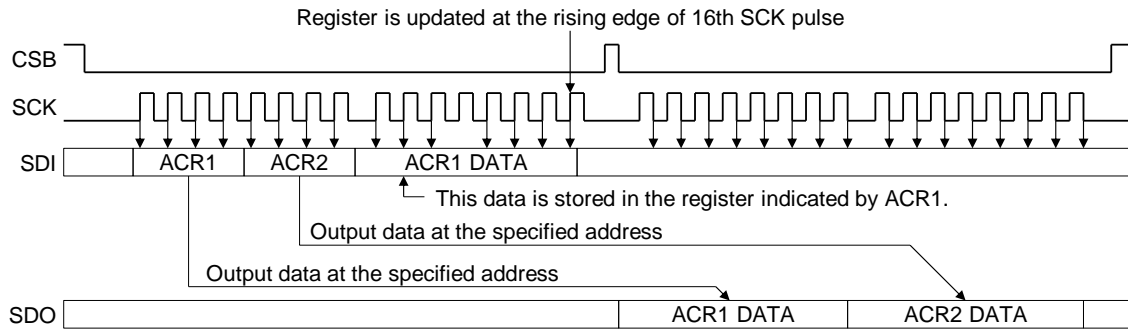 Register is updated at the rising edge of 16th SCK pulse
CSB
SCK
SDI
ACR1
ACR2
ACR1 DATA
This data is stored in the register indicated by ACR1.
Output data at the specified address
Output data at the specified address
SDO
ACR1 DATA
ACR2 DATA